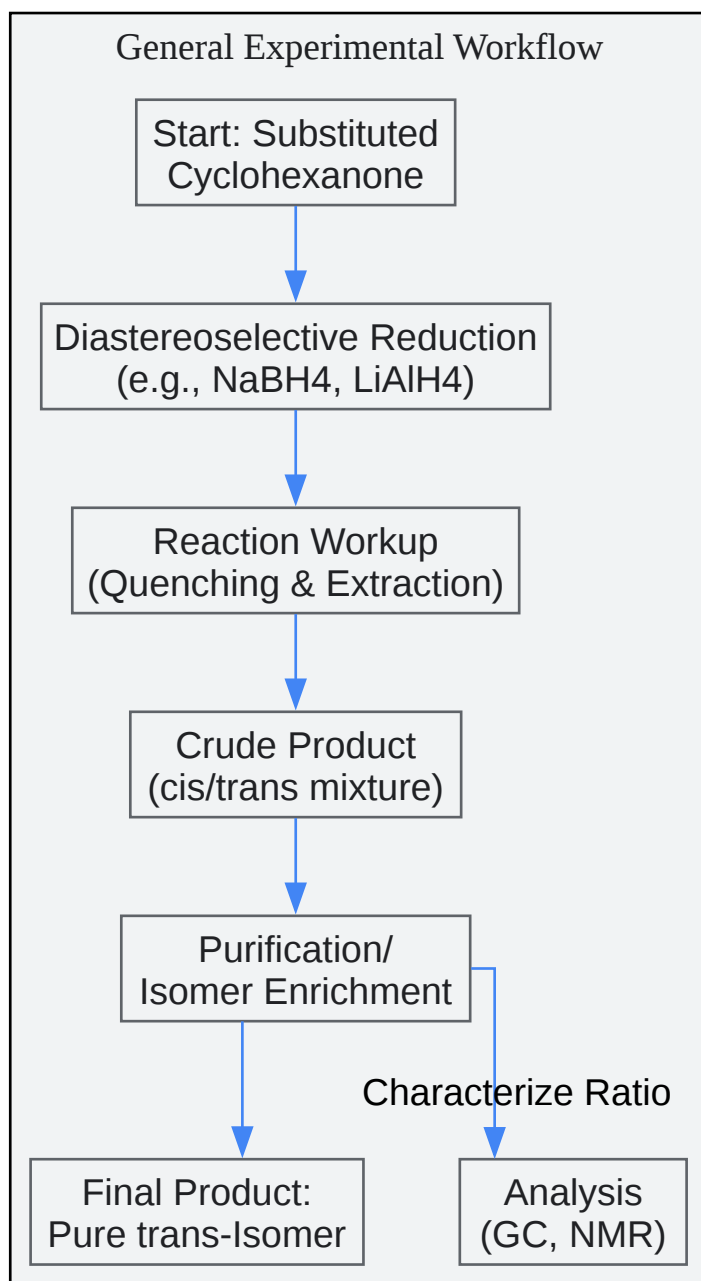 General Experimental Workflow
Start: Substituted
Cyclohexanone
Diastereoselective Reduction
(e.g., NaBH4, LiAlH4)
Reaction Workup
(Quenching & Extraction)
Crude Product
(cis/trans mixture)
Purification/
Isomer Enrichment
Characterize Ratio
Final Product:
Pure trans-Isomer
Analysis
(GC, NMR)